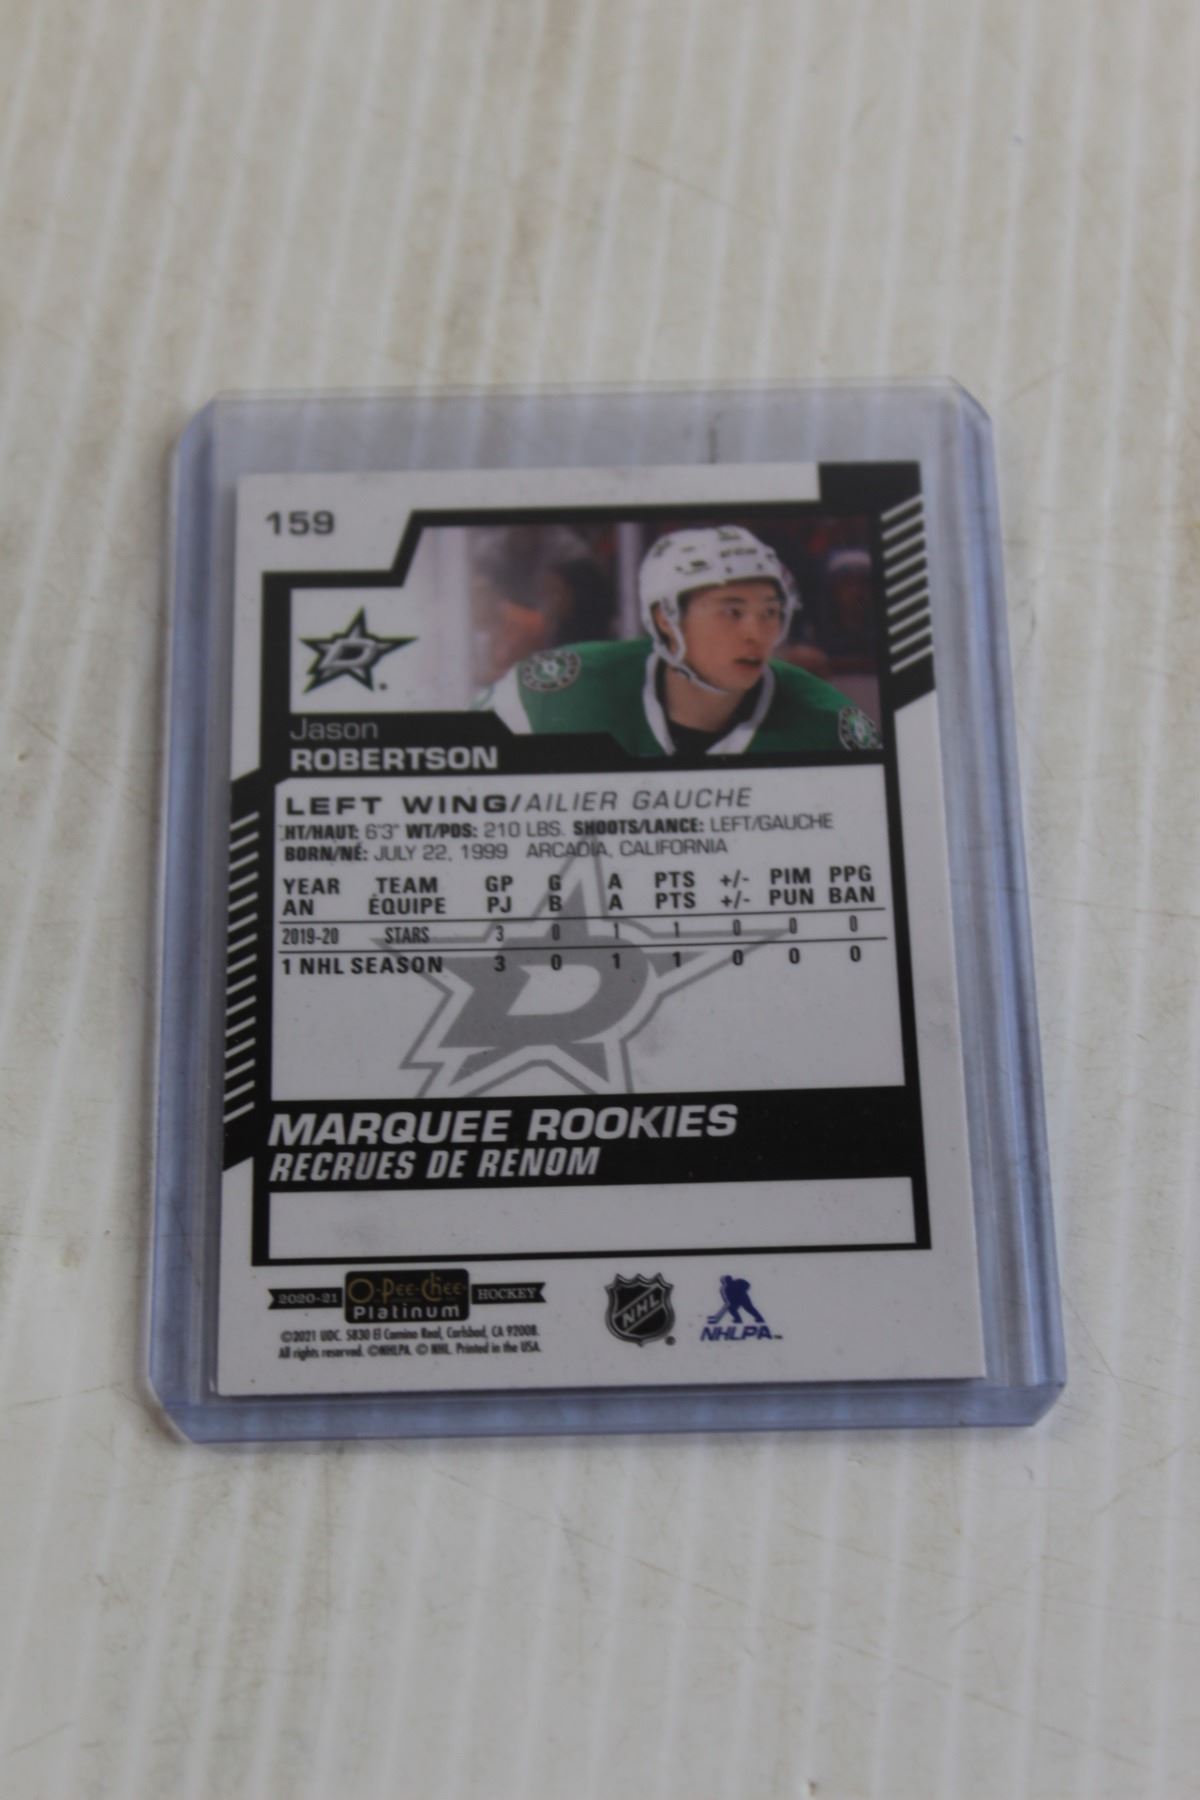 159
Jason
ROBERTSON
LEFT WING/AILIER GAUCHE
HT/HAUT: 6'3" WT/PDS: 210 LBS. SHOOTS/LANCE: LEFT/GAUCHE
BORN/NÉ: JULY 22, 1999 ARCADIA, CALIFORNIA
YEAR TEAM GP G A PTS +/- PIM PPG
AN ÉQUIPE PJ B A PTS +/- PUN BAN
2019-20 STARS 3 0 1 1 0 0 0
1 NHL SEASON 3 0 1 1 0 0 0
MARQUEE ROOKIES
RECRUES DE RENOM
2020-21 O-Pee-Chee Platinum HOCKEY
©2021 UDC. 5830 El Camino Real, Carlsbad, CA 92008.
All rights reserved. ©NHLPA. © NHL. Printed in the USA.
NHL
NHLPA™